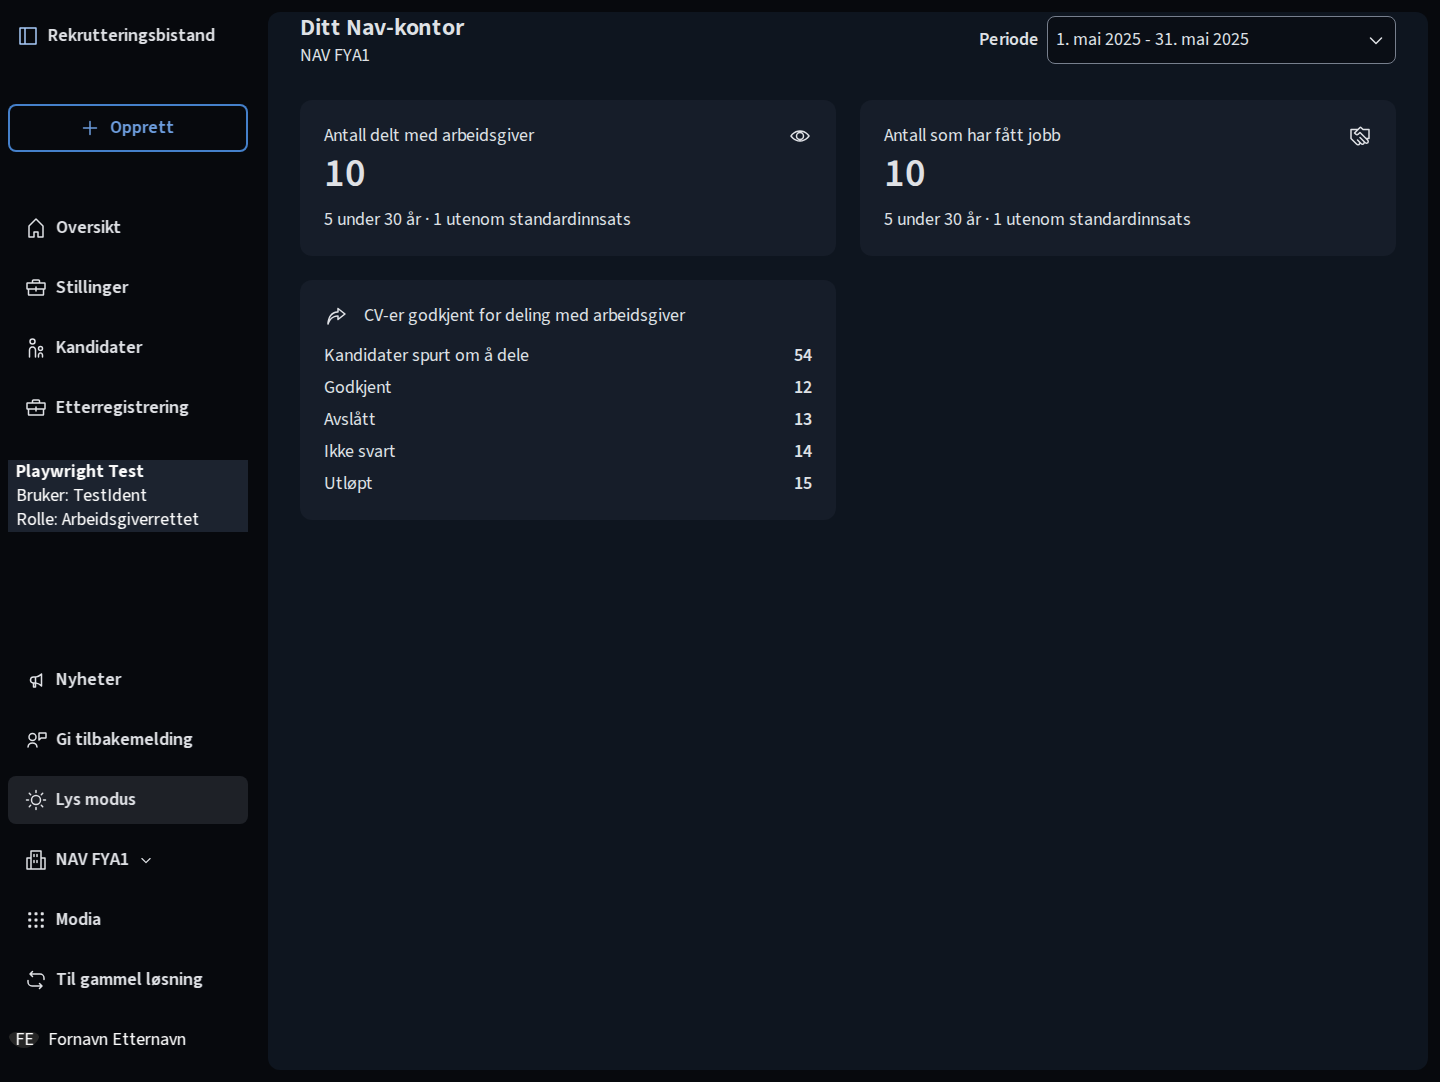 Rekrutteringsbistand
Opprett
Oversikt
Stillinger
Kandidater
Etterregistrering
Playwright Test
Bruker: TestIdent
Rolle: Arbeidsgiverrettet
Nyheter
Gi tilbakemelding
Lys modus
NAV FYA1
Modia
Til gammel løsning
FE Fornavn Etternavn
Ditt Nav-kontor
NAV FYA1
Periode 1. mai 2025 - 31. mai 2025
Antall delt med arbeidsgiver
10
5 under 30 år · 1 utenom standardinnsats
Antall som har fått jobb
10
5 under 30 år · 1 utenom standardinnsats
CV-er godkjent for deling med arbeidsgiver
Kandidater spurt om å dele 54
Godkjent 12
Avslått 13
Ikke svart 14
Utløpt 15